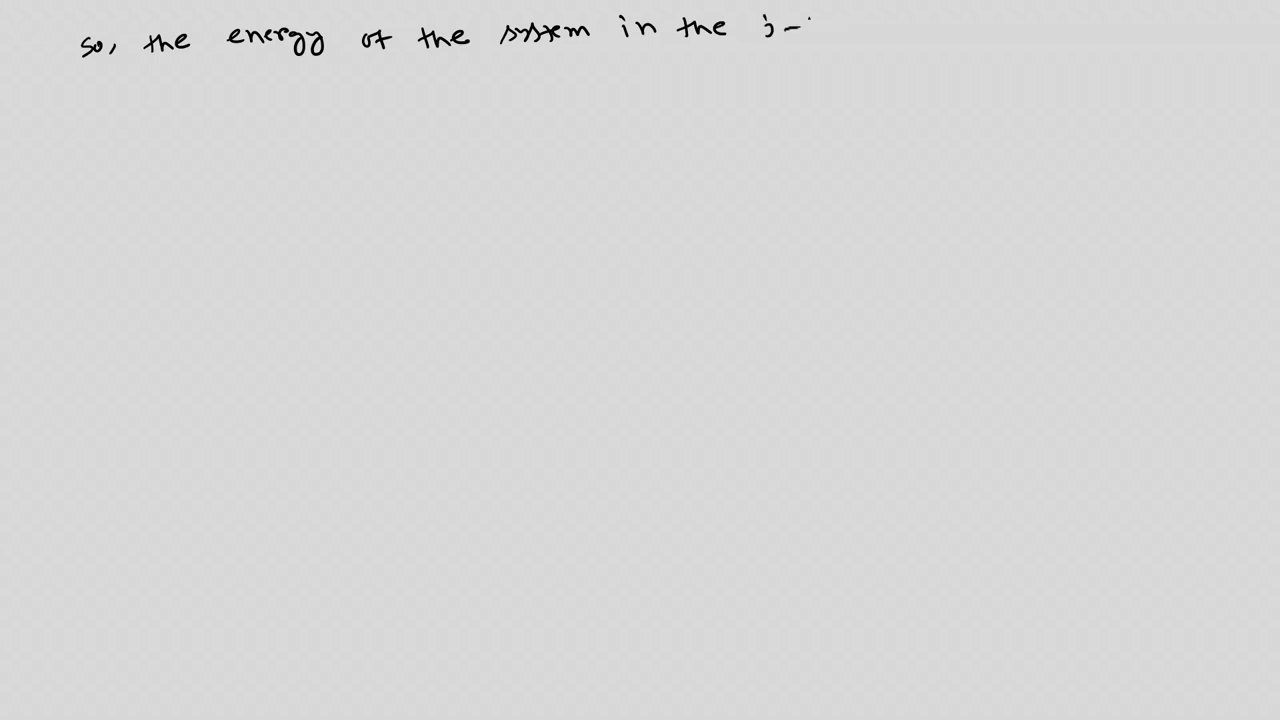 so, the energy of the system in the j-